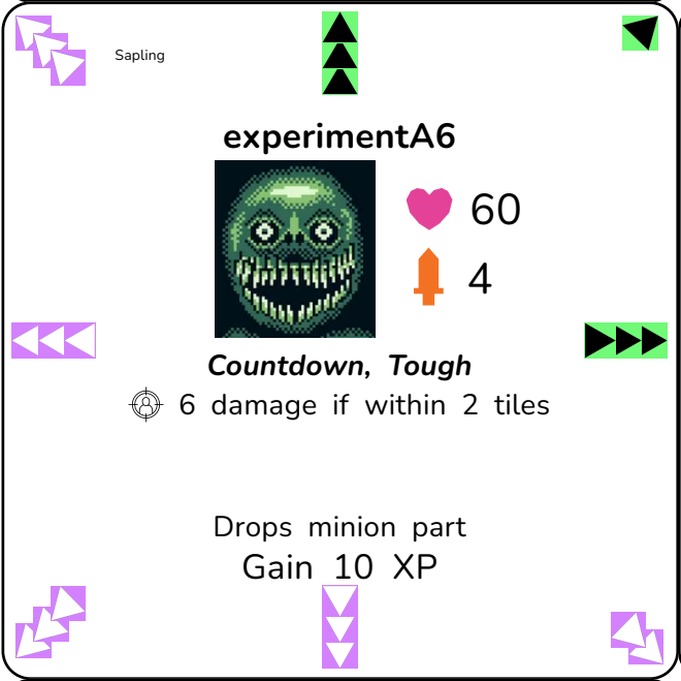 Sapling
experimentA6
60
4
Countdown, Tough
6 damage if within 2 tiles
Drops minion part
Gain 10 XP